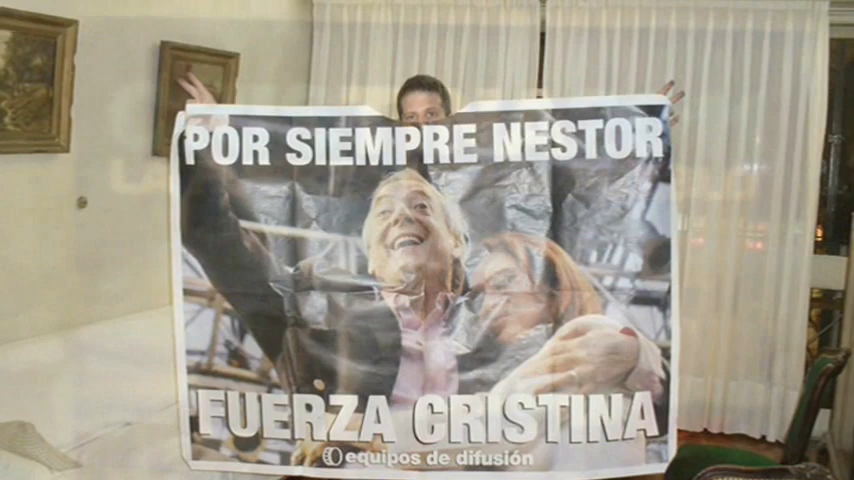 POR SIEMPRE NESTOR
FUERZA CRISTINA
equipos de difusión